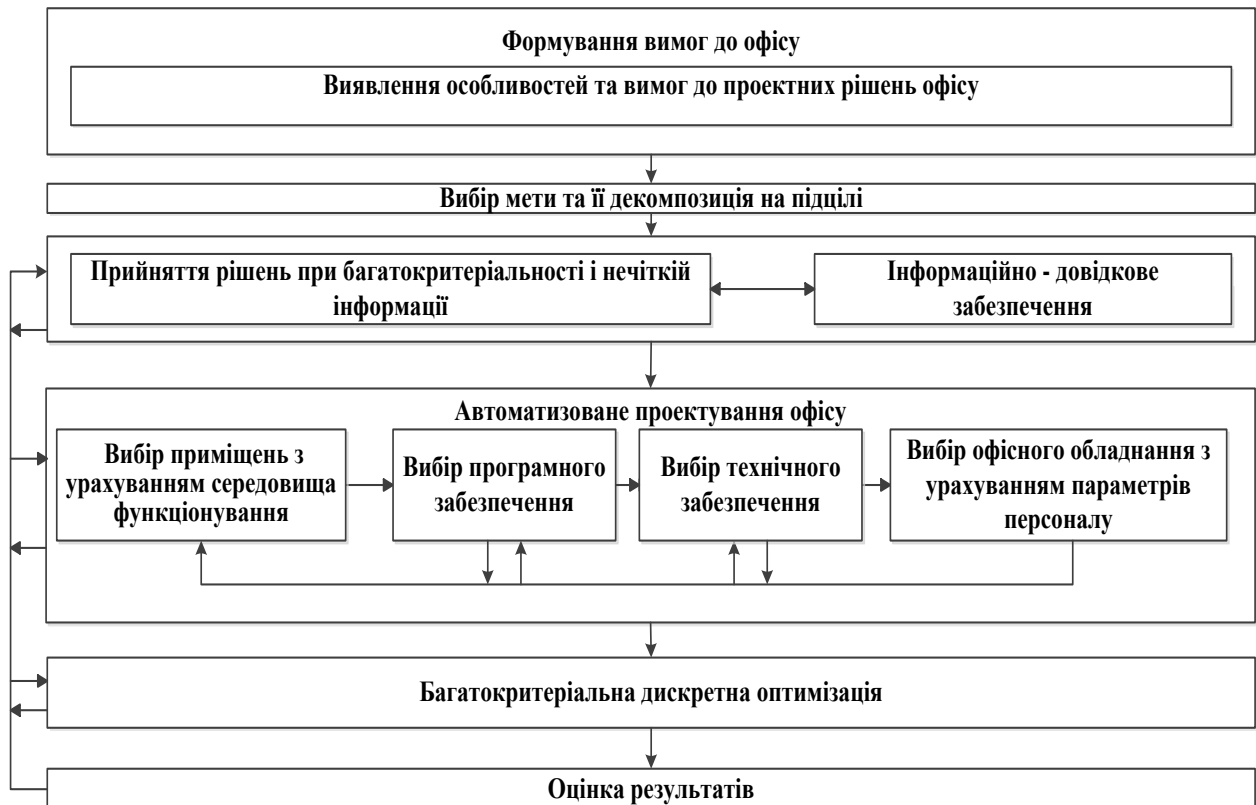 Формування вимог до офісу
Виявлення особливостей та вимог до проектних рішень офісу
Вибір мети та її декомпозиція на підцілі
Прийняття рішень при багатокритеріальності і нечіткій
інформації
Інформаційно - довідкове
забезпечення
Автоматизоване проектування офісу
Вибір приміщень з
урахуванням середовища
функціонування
Вибір програмного
забезпечення
Вибір технічного
забезпечення
Вибір офісного обладнання з
урахуванням параметрів
персоналу
Багатокритеріальна дискретна оптимізація
Оцінка результатів